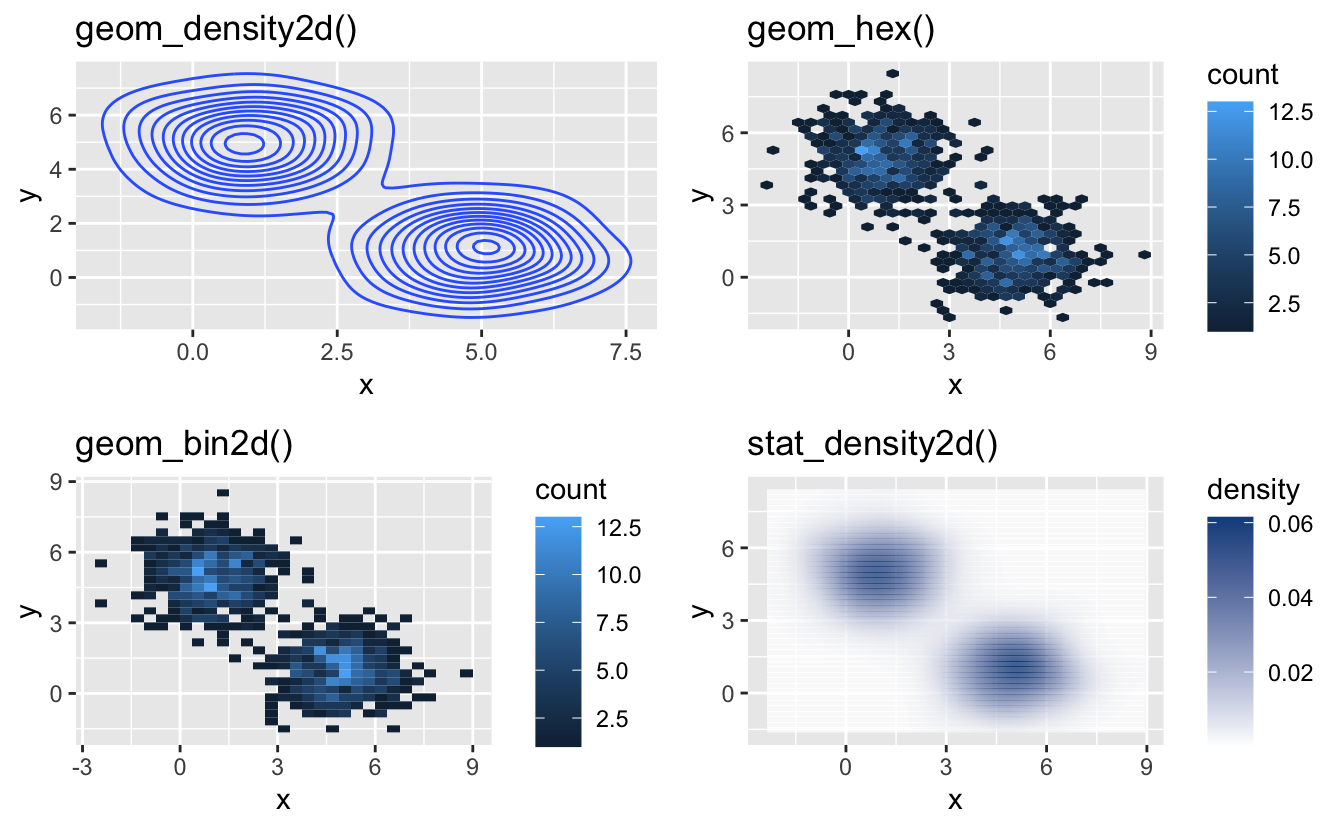 geom_density2d()
y
6
4
2
0
0.0 2.5 5.0 7.5
x
geom_hex()
y
6
3
0
0 3 6 9
x
count
12.5
10.0
7.5
5.0
2.5
geom_bin2d()
y
9
6
3
0
-3 0 3 6 9
x
count
12.5
10.0
7.5
5.0
2.5
stat_density2d()
y
6
3
0
0 3 6 9
x
density
0.06
0.04
0.02